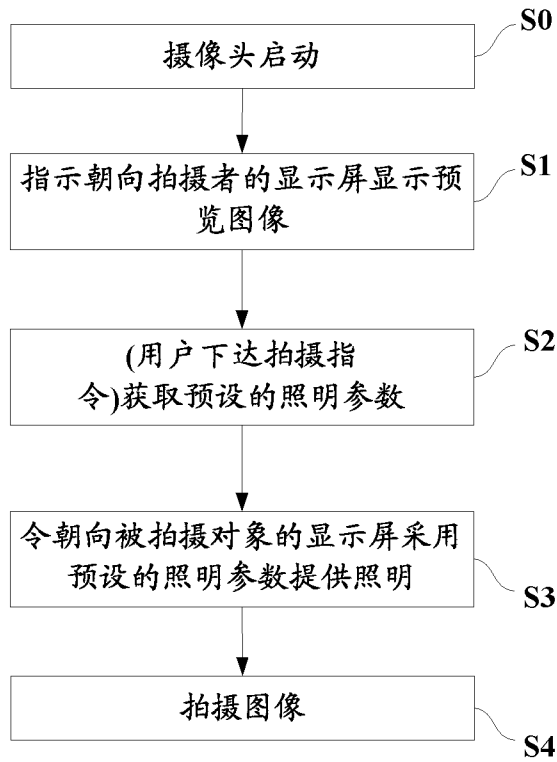 S0
摄像头启动
指示朝向拍摄者的显示屏显示预
览图像
S1
(用户下达拍摄指
令)获取预设的照明参数
S2
令朝向被拍摄对象的显示屏采用
预设的照明参数提供照明
S3
拍摄图像
S4